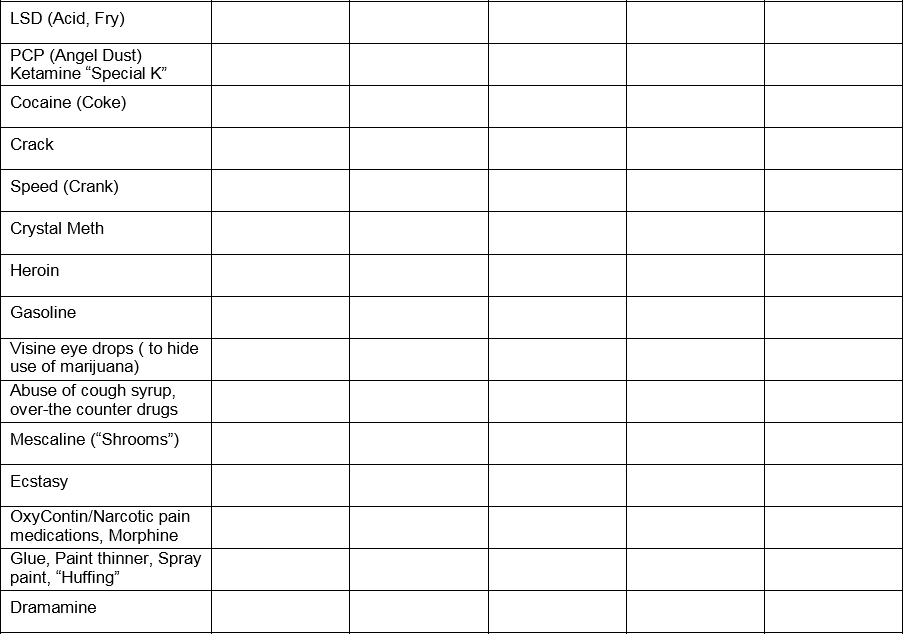 LSD (Acid, Fry)
PCP (Angel Dust)
Ketamine “Special K”
Cocaine (Coke)
Crack
Speed (Crank)
Crystal Meth
Heroin
Gasoline
Visine eye drops ( to hide
use of marijuana)
Abuse of cough syrup,
over-the counter drugs
Mescaline (“Shrooms”)
Ecstasy
OxyContin/Narcotic pain
medications, Morphine
Glue, Paint thinner, Spray
paint, “Huffing”
Dramamine